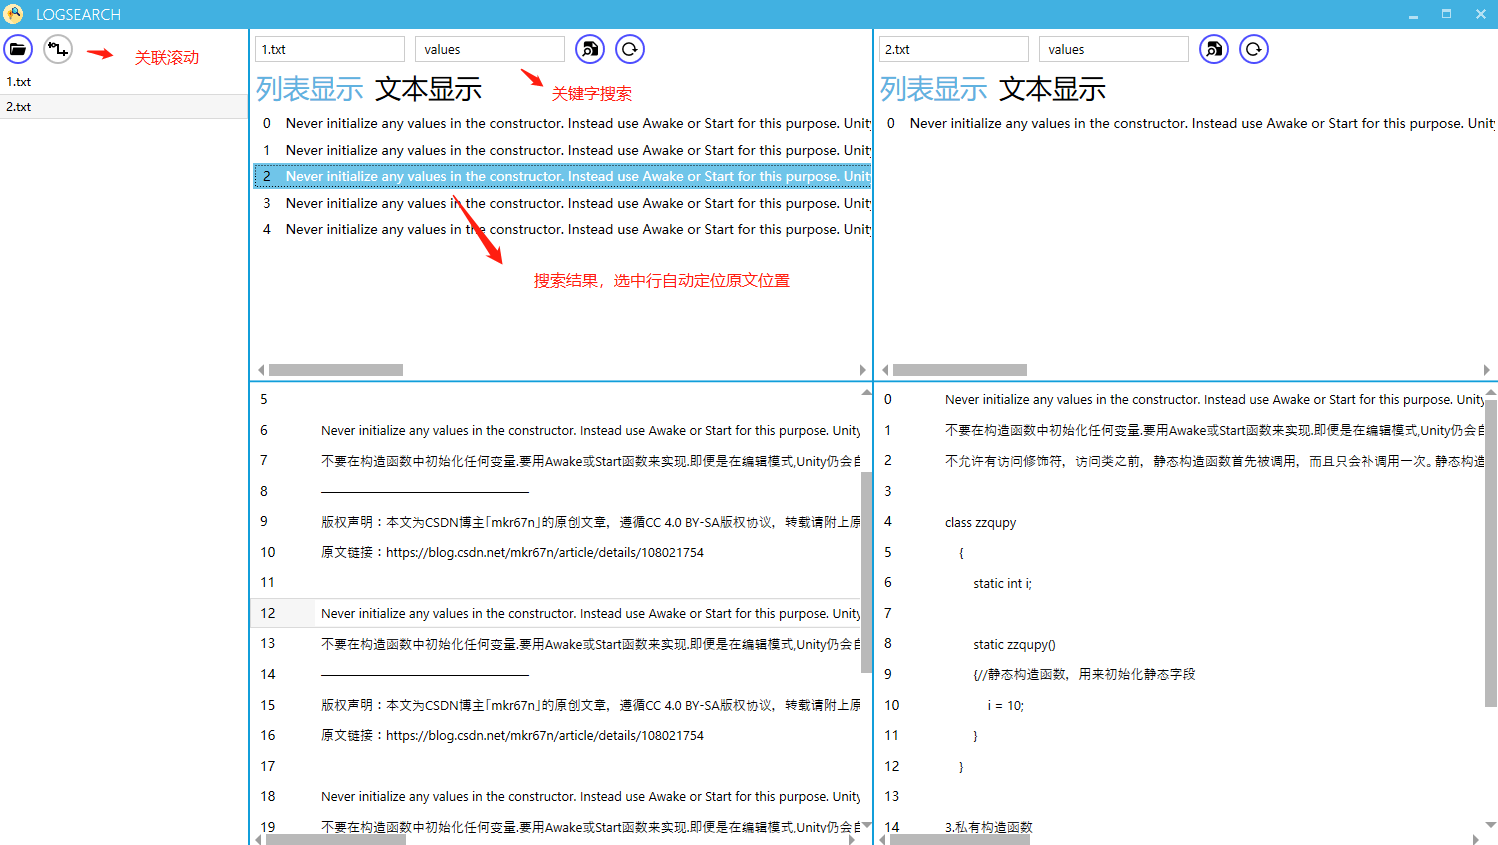 LOGSEARCH
关联滚动
1.txt
2.txt
1.txt
values
列表显示 文本显示
关键字搜索
0 Never initialize any values in the constructor. Instead use Awake or Start for this purpose. Unit
1 Never initialize any values in the constructor. Instead use Awake or Start for this purpose. Unit
2 Never initialize any values in the constructor. Instead use Awake or Start for this purpose. Unit
3 Never initialize any values in the constructor. Instead use Awake or Start for this purpose. Unit
4 Never initialize any values in the constructor. Instead use Awake or Start for this purpose. Unit
搜索结果，选中行自动定位原文位置
5
6 Never initialize any values in the constructor. Instead use Awake or Start for this purpose. Unity
7 不要在构造函数中初始化任何变量.要用Awake或Start函数来实现.即便是在编辑模式,Unity仍会自
8 ————————————————
9 版权声明：本文为CSDN博主「mkr67n」的原创文章，遵循CC 4.0 BY-SA版权协议，转载请附上原
10 原文链接：https://blog.csdn.net/mkr67n/article/details/108021754
11
12 Never initialize any values in the constructor. Instead use Awake or Start for this purpose. Unity
13 不要在构造函数中初始化任何变量.要用Awake或Start函数来实现.即便是在编辑模式,Unity仍会自
14 ————————————————
15 版权声明：本文为CSDN博主「mkr67n」的原创文章，遵循CC 4.0 BY-SA版权协议，转载请附上原
16 原文链接：https://blog.csdn.net/mkr67n/article/details/108021754
17
18 Never initialize any values in the constructor. Instead use Awake or Start for this purpose. Unity
19 不要在构造函数中初始化任何变量.要用Awake或Start函数来实现.即便是在编辑模式,Unity仍会自
2.txt
values
列表显示 文本显示
0 Never initialize any values in the constructor. Instead use Awake or Start for this purpose. Unit
0 Never initialize any values in the constructor. Instead use Awake or Start for this purpose. Unity
1 不要在构造函数中初始化任何变量.要用Awake或Start函数来实现.即便是在编辑模式,Unity仍会自
2 不允许有访问修饰符，访问类之前，静态构造函数首先被调用，而且只会补调用一次。静态构造
3
4 class zzqupy
5 {
6 static int i;
7
8 static zzqupy()
9 {//静态构造函数，用来初始化静态字段
10 i = 10;
11 }
12 }
13
14 3.私有构造函数